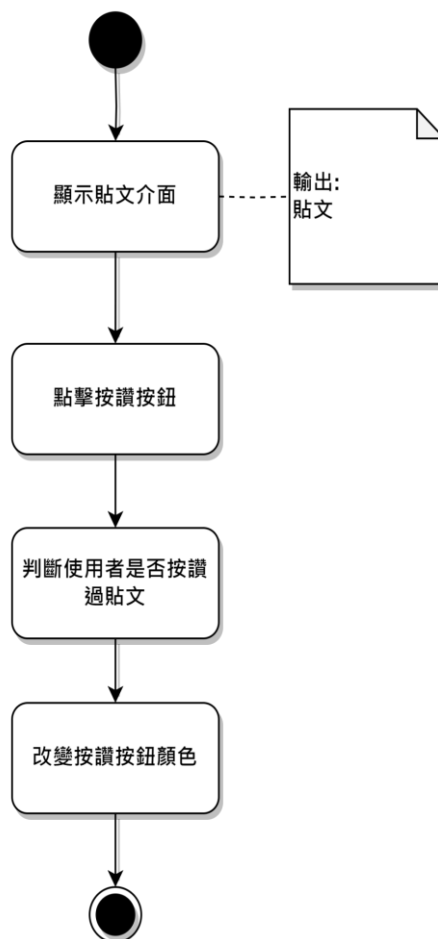 顯示貼文介面
輸出:
貼文
點擊按讚按鈕
判斷使用者是否按讚
過貼文
改變按讚按鈕顏色